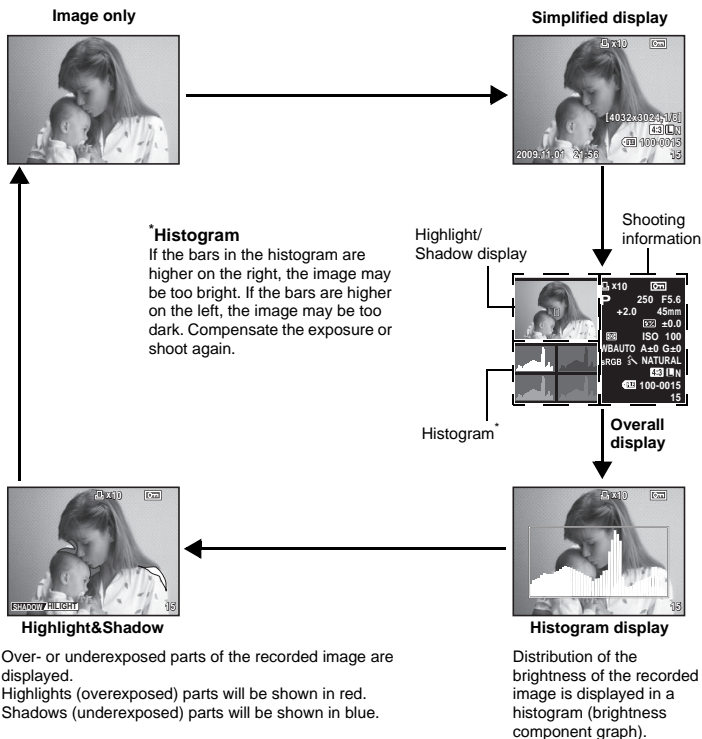 Image only
Simplified display
x10
[4032x3024,1/8]
4:3 L N
100-0015
2009.11.01 21:56
15
*Histogram
If the bars in the histogram are
higher on the right, the image may
be too bright. If the bars are higher
on the left, the image may be too
dark. Compensate the exposure or
shoot again.
Highlight/
Shadow display
Shooting
information
x10
P 250 F5.6
+2.0 45mm
±0.0
ISO 100
WBAUTO A±0 G±0
sRGB NATURAL
4:3 L N
100-0015
15
Histogram*
Overall
display
x10
SHADOW/HILIGHT
15
Highlight&Shadow
Over- or underexposed parts of the recorded image are
displayed.
Highlights (overexposed) parts will be shown in red.
Shadows (underexposed) parts will be shown in blue.
x10
15
Histogram display
Distribution of the
brightness of the recorded
image is displayed in a
histogram (brightness
component graph).